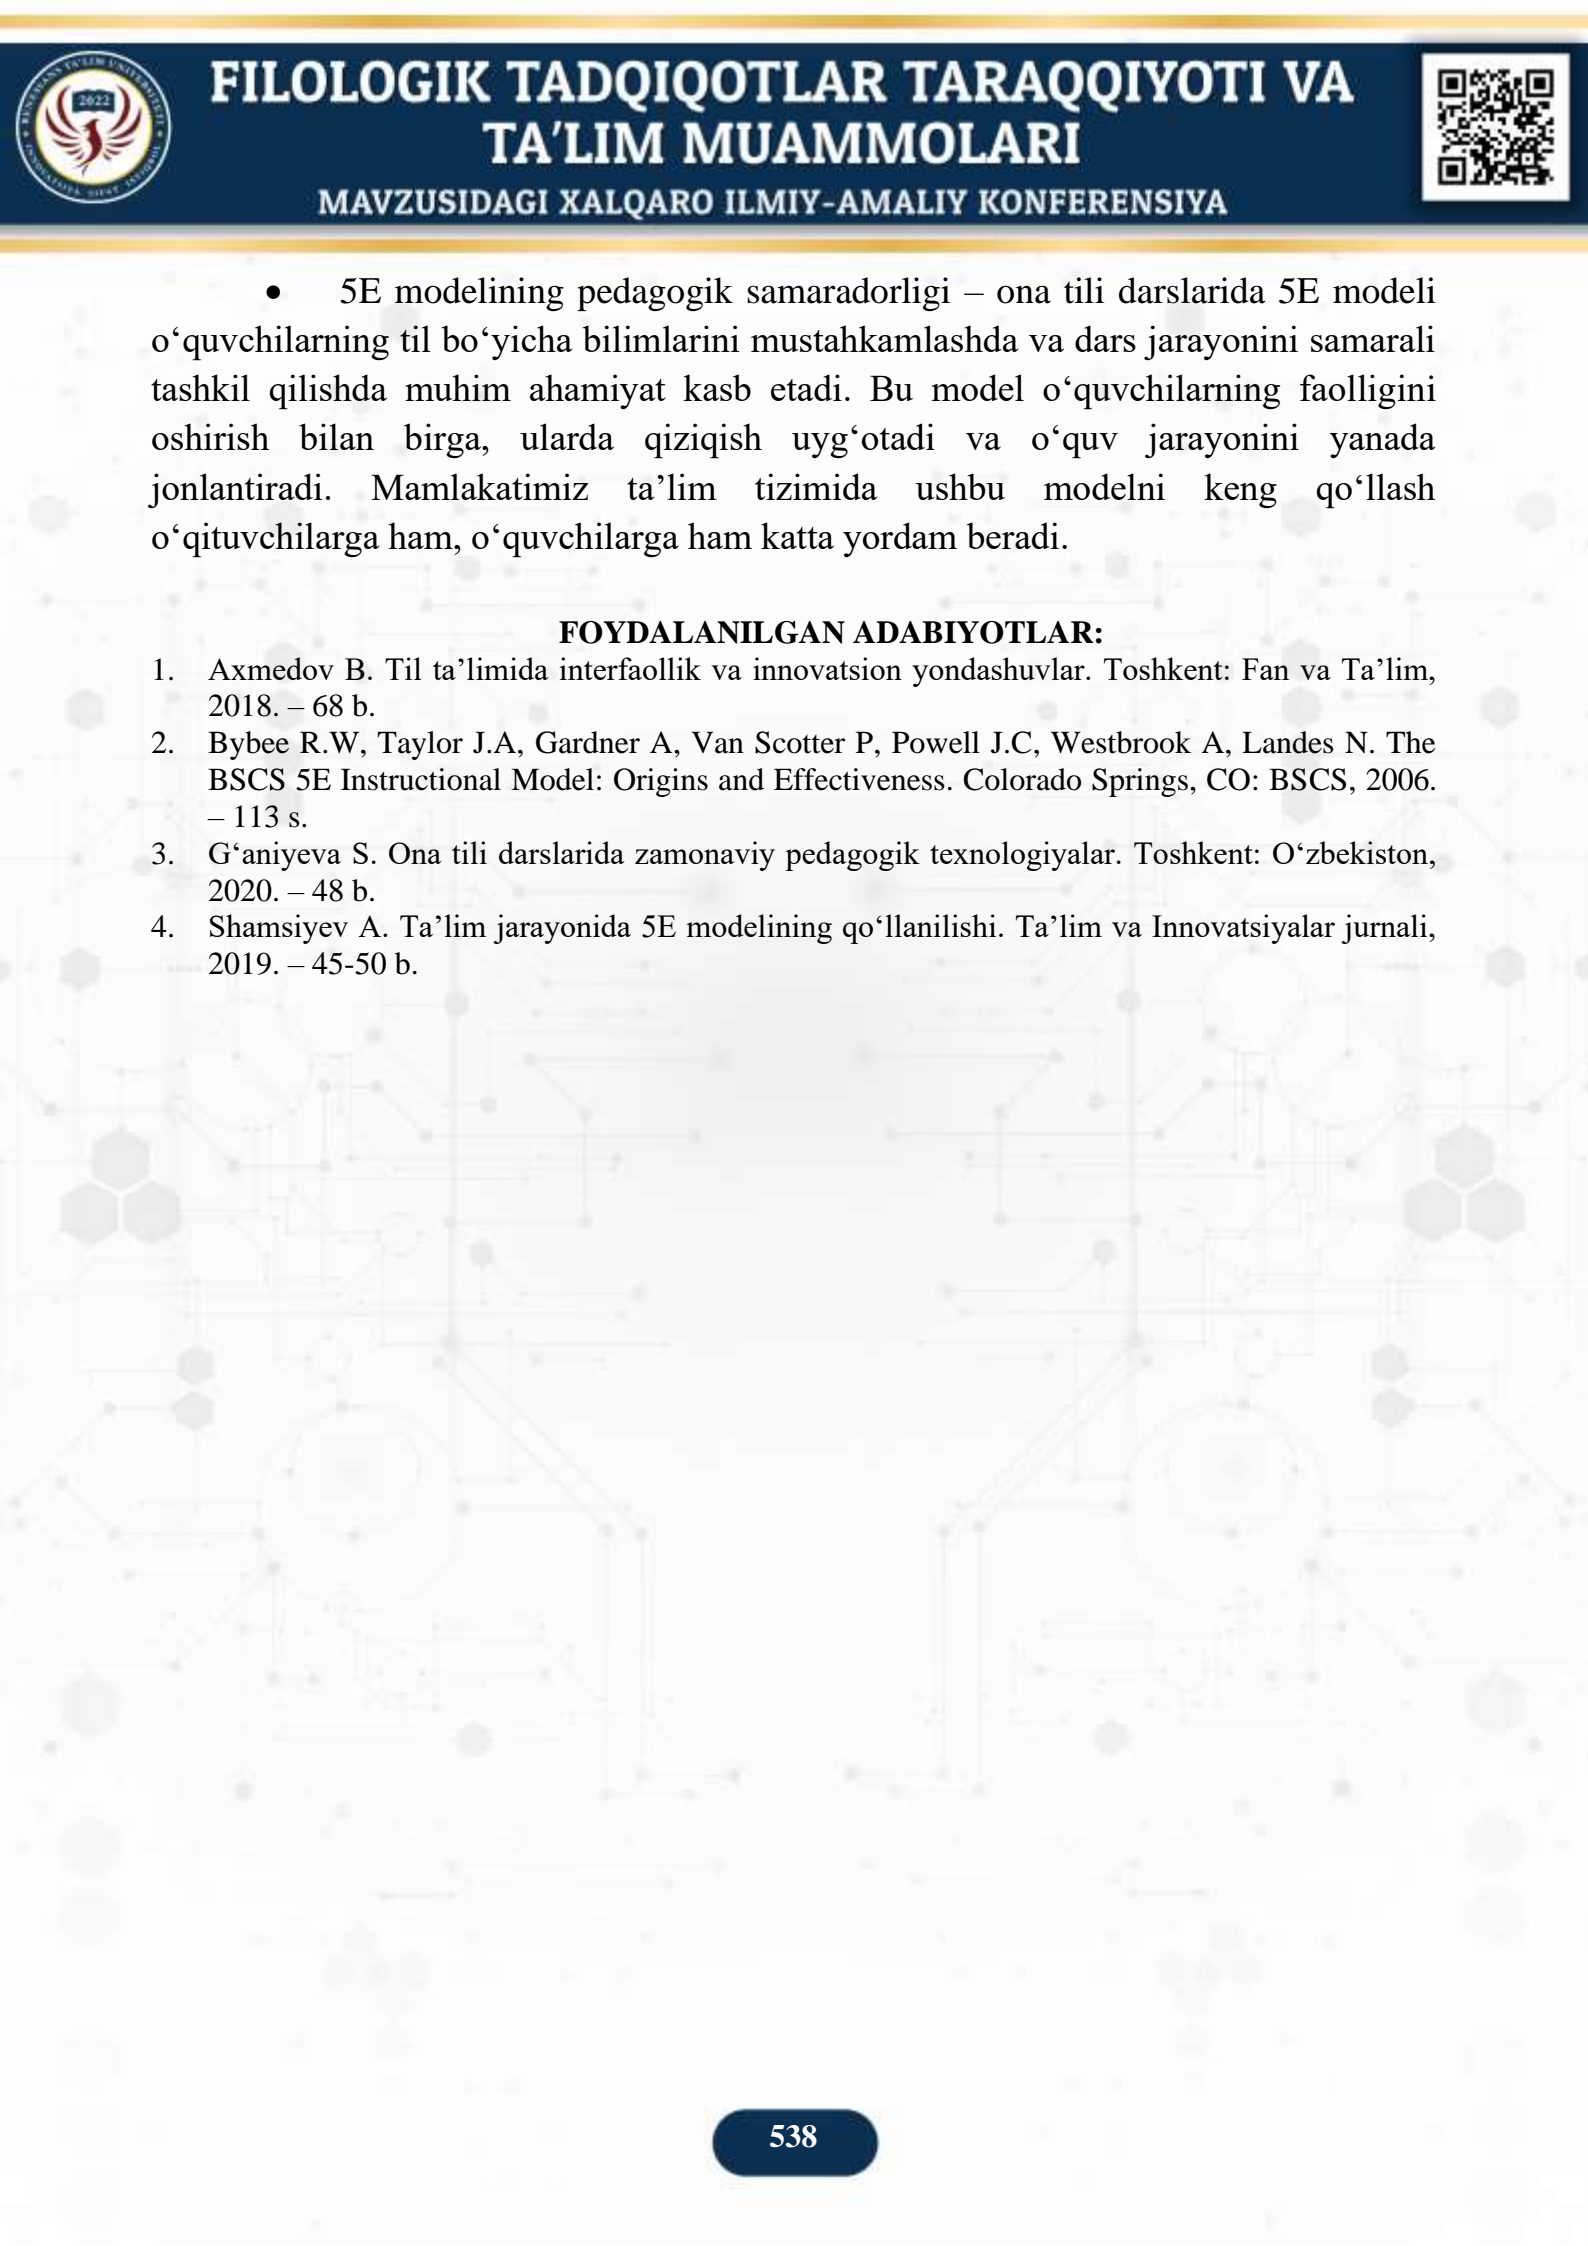 FILOLOGIK TADQIQOTLAR TARAQQIYOTI VA
TA’LIM MUAMMOLARI
MAVZUSIDAGI XALQARO ILMIY-AMALIY KONFERENSIYA
2022
• 5E modelining pedagogik samaradorligi – ona tili darslarida 5E modeli
o‘quvchilarning til bo‘yicha bilimlarini mustahkamlashda va dars jarayonini samarali
tashkil qilishda muhim ahamiyat kasb etadi. Bu model o‘quvchilarning faolligini
oshirish bilan birga, ularda qiziqish uyg‘otadi va o‘quv jarayonini yanada
jonlantiradi. Mamlakatimiz ta’lim tizimida ushbu modelni keng qo‘llash
o‘qituvchilarga ham, o‘quvchilarga ham katta yordam beradi.
FOYDALANILGAN ADABIYOTLAR:
1. Axmedov B. Til ta’limida interfaollik va innovatsion yondashuvlar. Toshkent: Fan va Ta’lim,
2018. – 68 b.
2. Bybee R.W, Taylor J.A, Gardner A, Van Scotter P, Powell J.C, Westbrook A, Landes N. The
BSCS 5E Instructional Model: Origins and Effectiveness. Colorado Springs, CO: BSCS, 2006.
– 113 s.
3. G‘aniyeva S. Ona tili darslarida zamonaviy pedagogik texnologiyalar. Toshkent: O‘zbekiston,
2020. – 48 b.
4. Shamsiyev A. Ta’lim jarayonida 5E modelining qo‘llanilishi. Ta’lim va Innovatsiyalar jurnali,
2019. – 45-50 b.
538